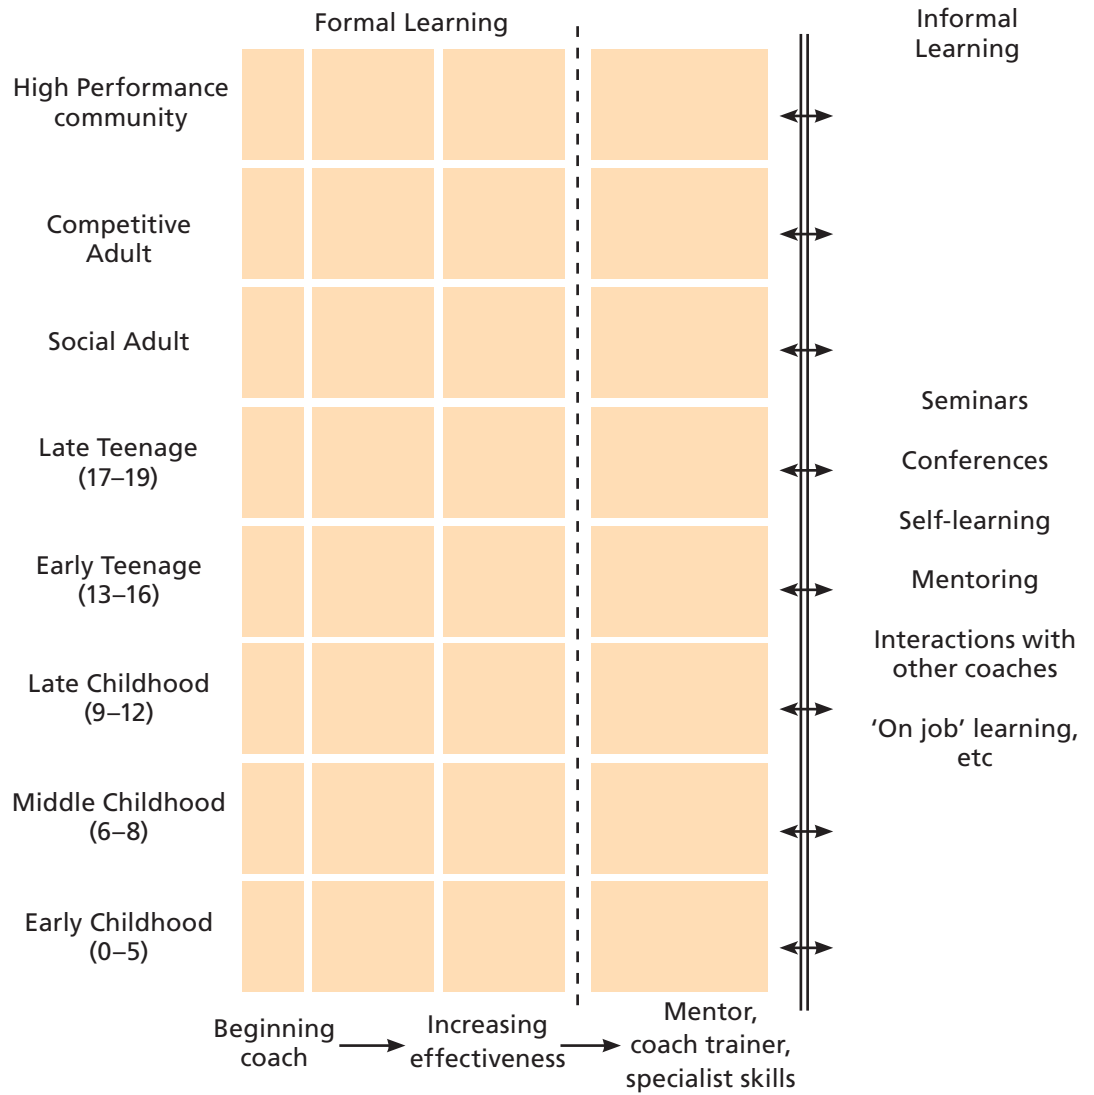 Formal Learning
Informal
Learning
High Performance
community
Competitive
Adult
Social Adult
Late Teenage
(17–19)
Early Teenage
(13–16)
Late Childhood
(9–12)
Middle Childhood
(6–8)
Early Childhood
(0–5)
Seminars
Conferences
Self-learning
Mentoring
Interactions with
other coaches
‘On job’ learning,
etc
Beginning
coach
Increasing
effectiveness
Mentor,
coach trainer,
specialist skills